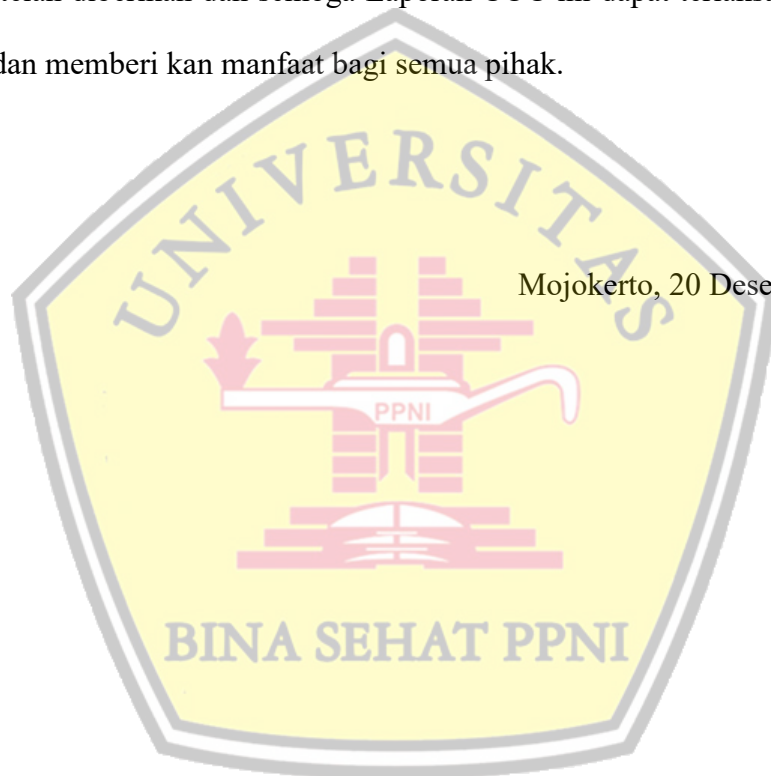 dan memberi kan manfaat bagi semua pihak.
UNIVERSITAS
Mojokerto, 20 Dese
PPNI
BINA SEHAT PPNI